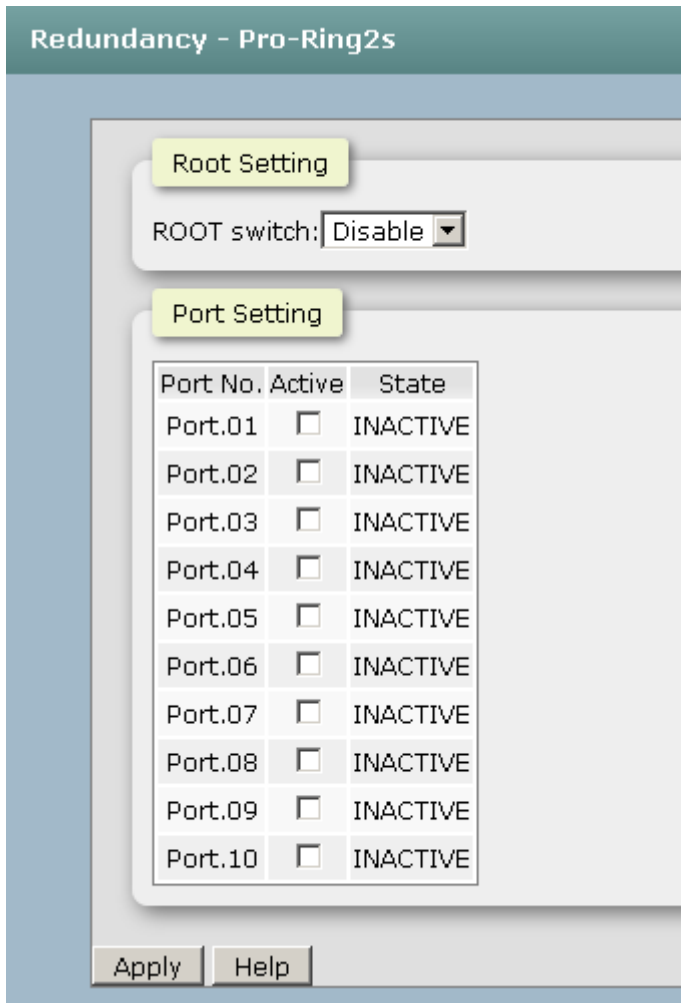 Redundancy - Pro-Ring2s
Root Setting
ROOT switch: Disable
Port Setting
Port No. Active State
Port.01 INACTIVE
Port.02 INACTIVE
Port.03 INACTIVE
Port.04 INACTIVE
Port.05 INACTIVE
Port.06 INACTIVE
Port.07 INACTIVE
Port.08 INACTIVE
Port.09 INACTIVE
Port.10 INACTIVE
Apply Help